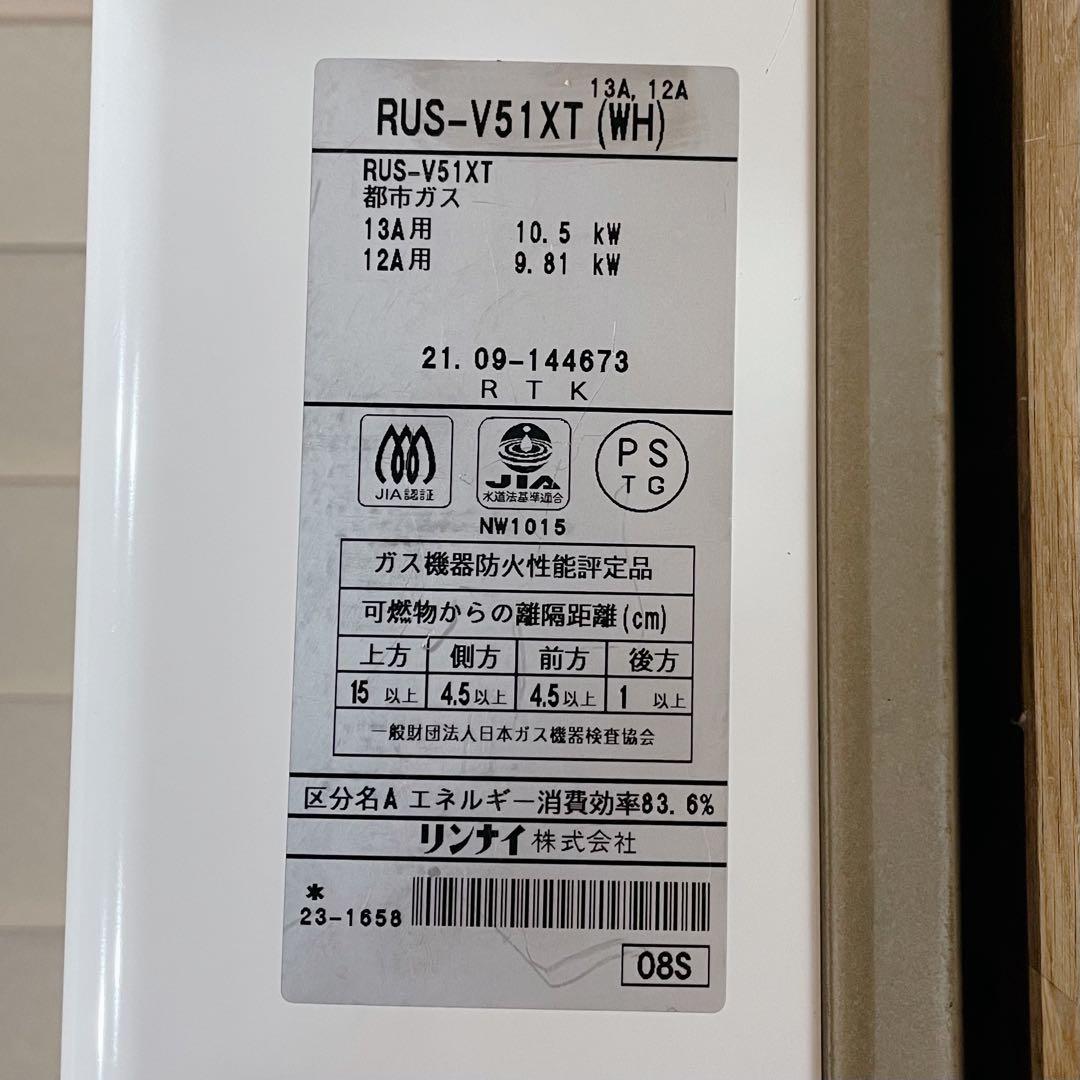 13A, 12A
RUS-V51XT (WH)
RUS-V51XT
都市ガス
13A用 10.5 kW
12A用 9.81 kW
21. 09-144673
R T K
JIA認証
JIA
水道法基準適合
PS
TG
NW1015
ガス機器防火性能評定品
可燃物からの離隔距離(cm)
上方 側方 前方 後方
15 以上 4.5以上 4.5以上 1 以上
一般財団法人日本ガス機器検査協会
区分名A エネルギー消費効率83.6%
リンナイ株式会社
*
23-1658
08S